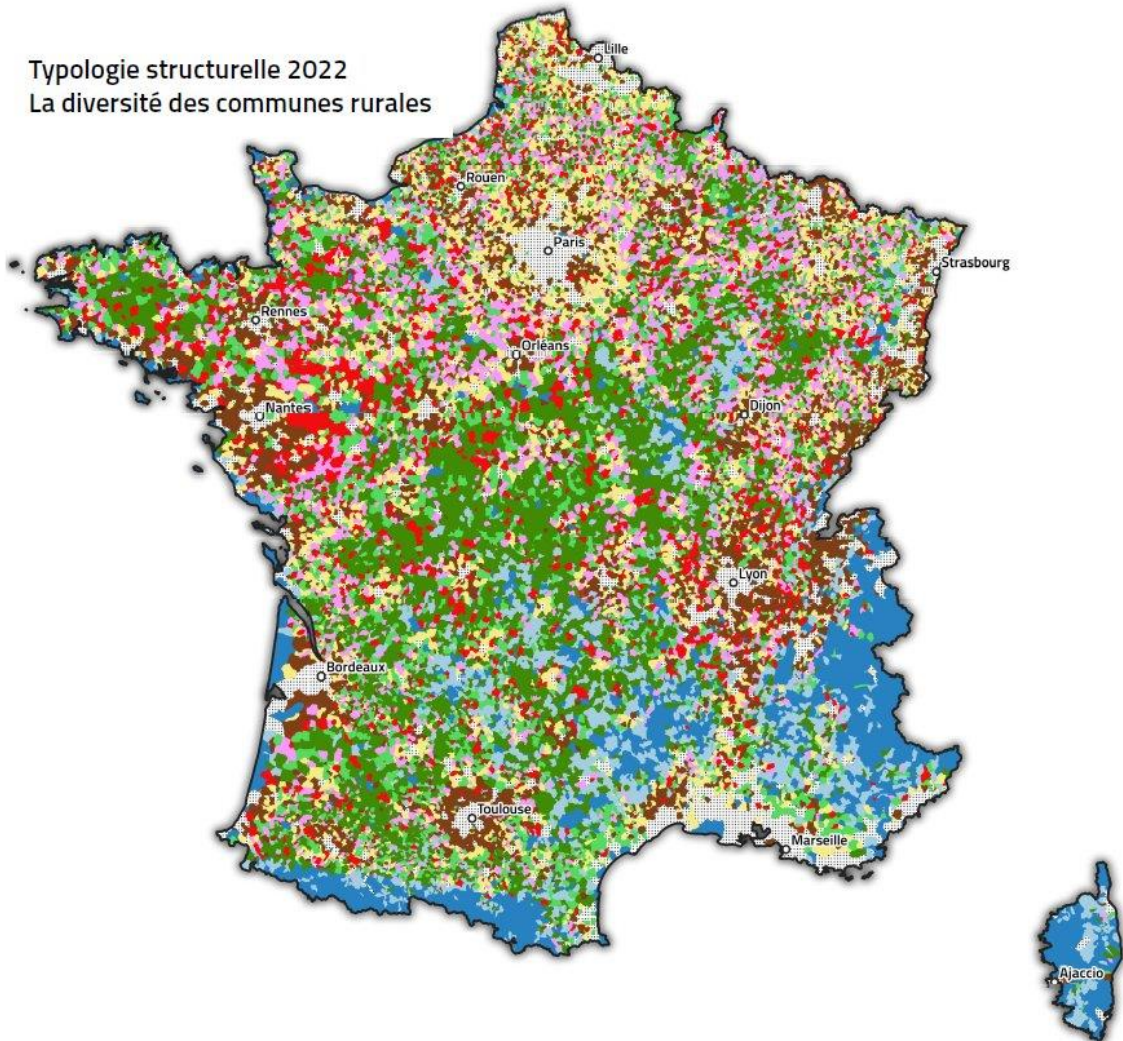 Typologie structurelle 2022
La diversité des communes rurales
Lille
Rouen
Paris
Strasbourg
Rennes
Orléans
Nantes
Dijon
Lyon
Bordeaux
Toulouse
Marseille
Ajaccio